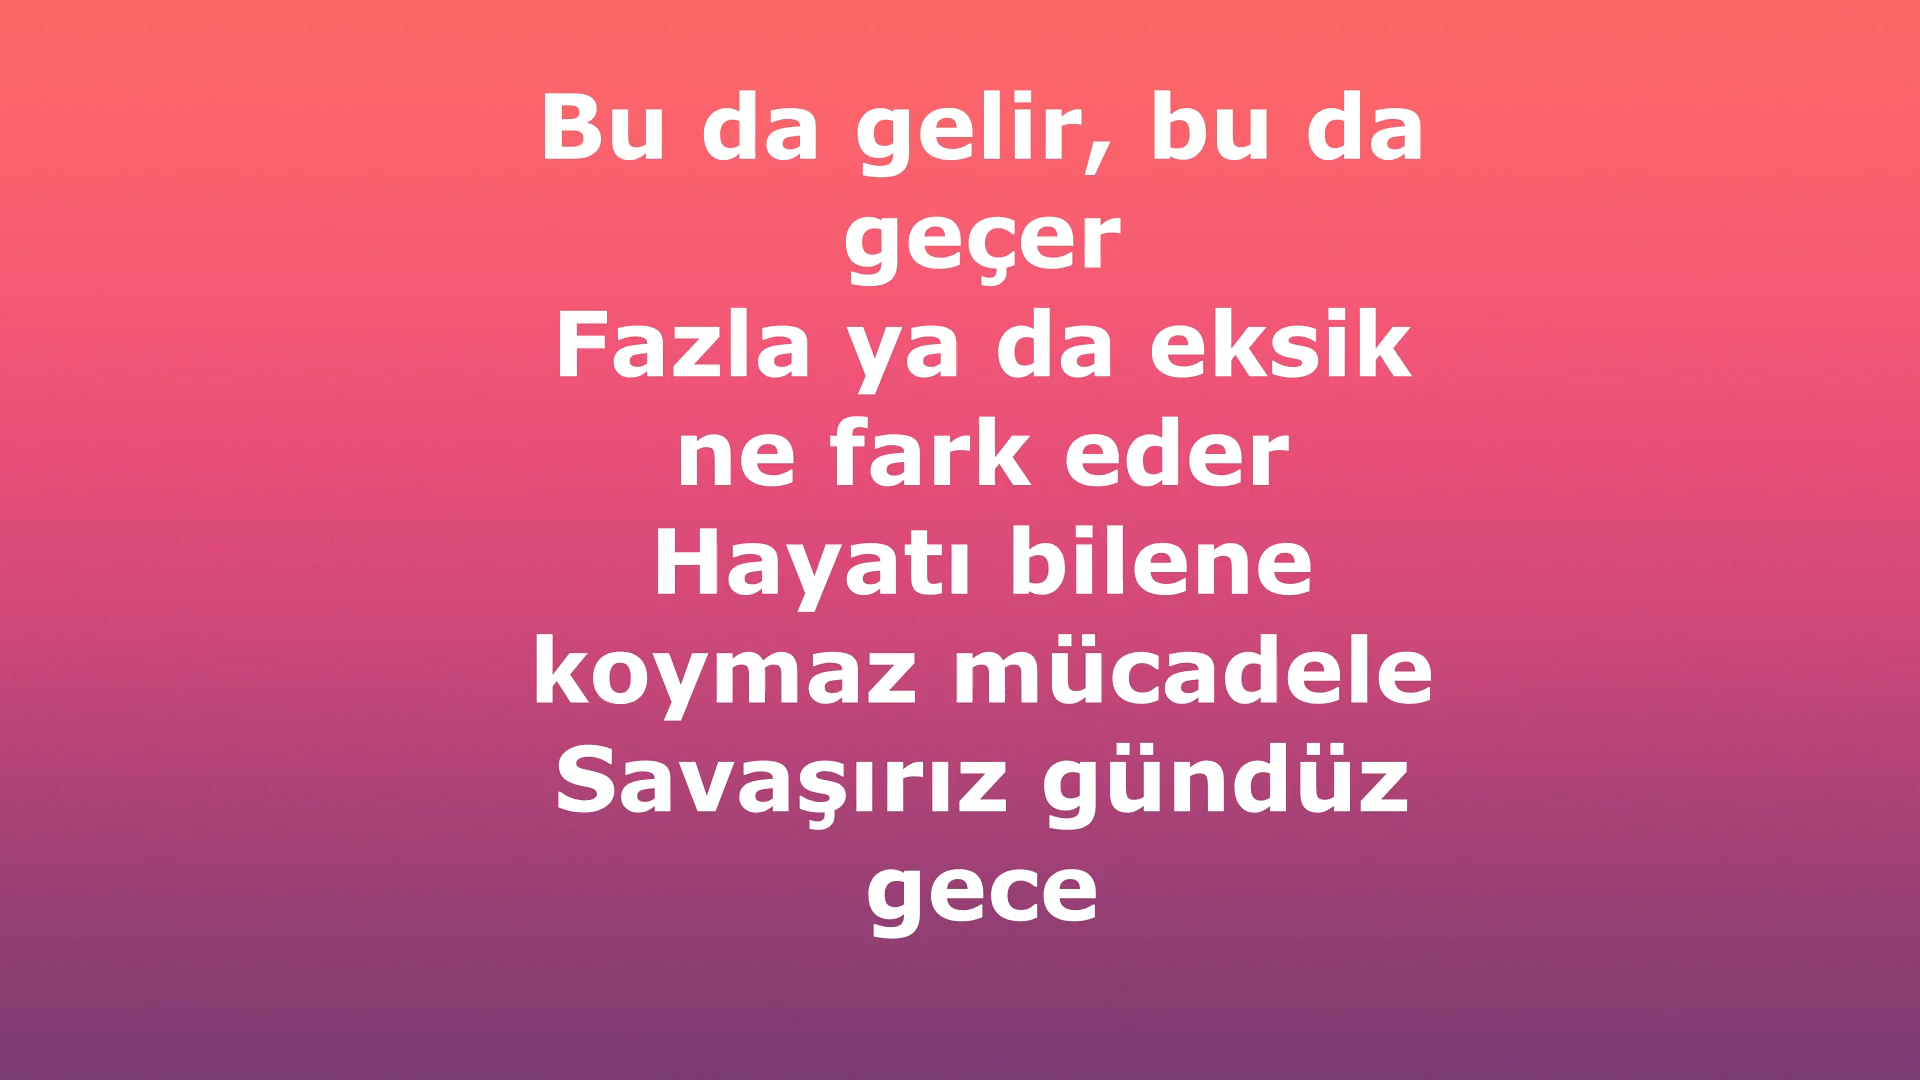 Bu da gelir, bu da
geçer
Fazla ya da eksik
ne fark eder
Hayatı bilene
koymaz mücadele
Savaşırız gündüz
gece